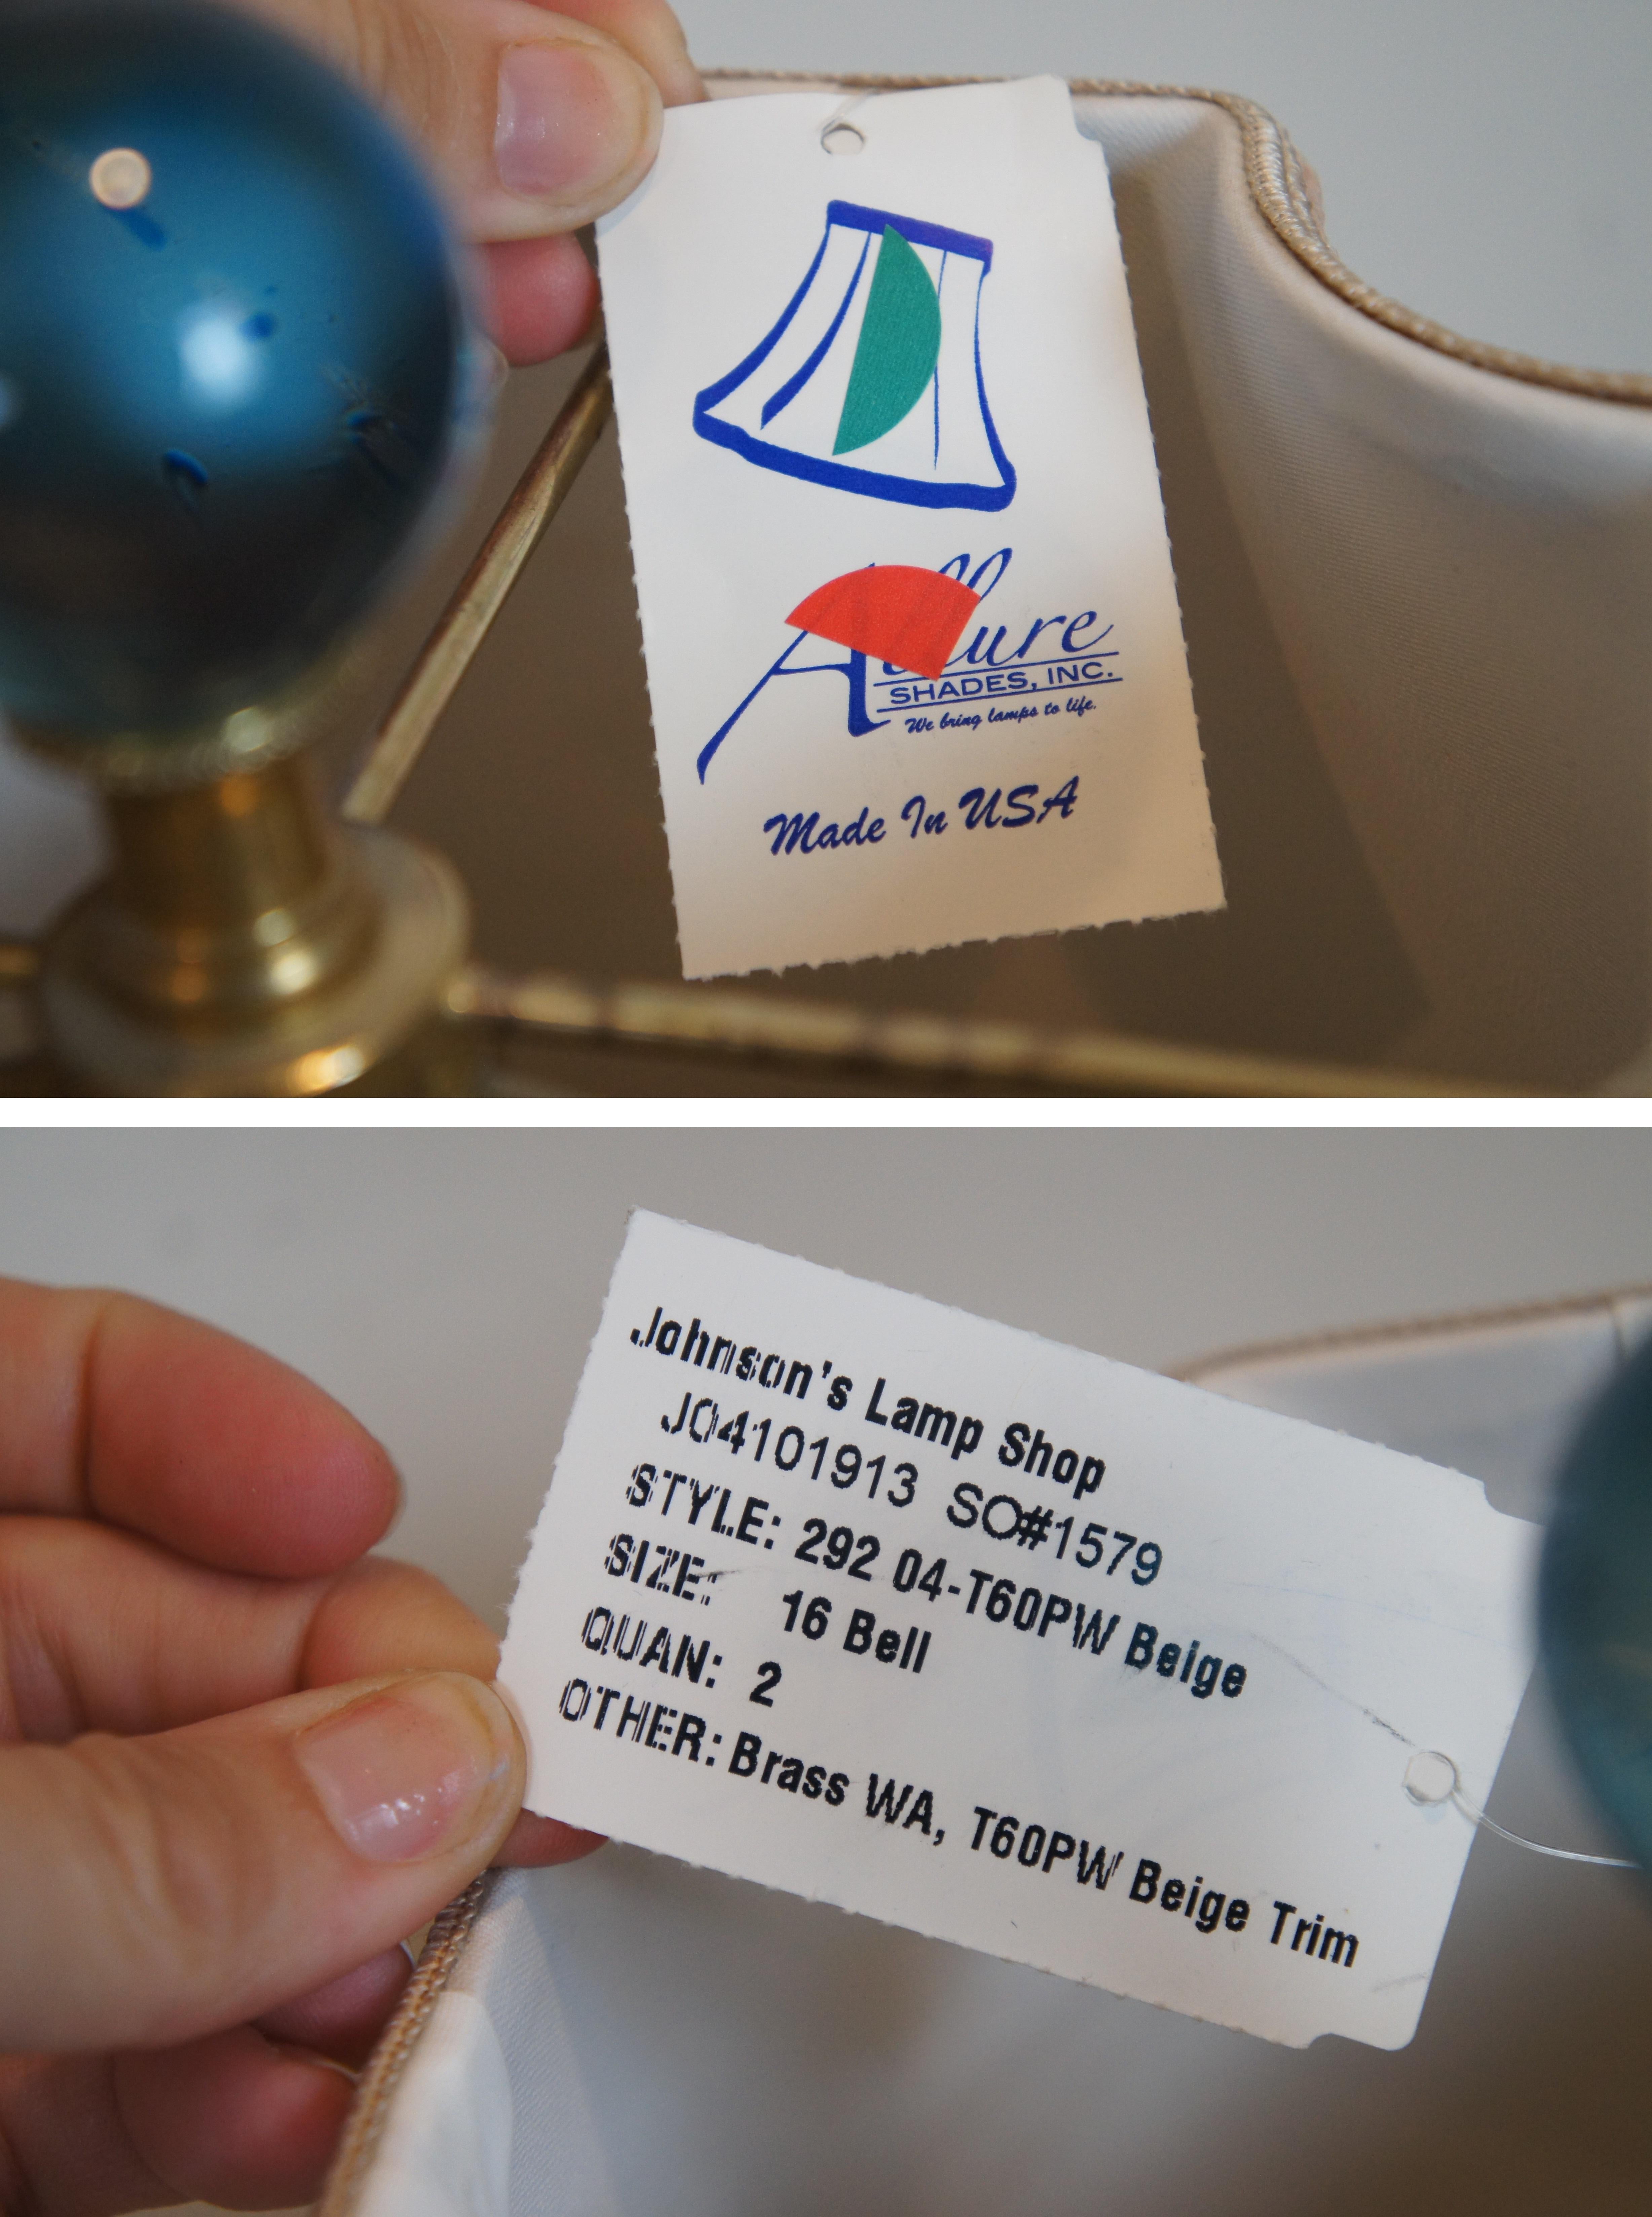 Allure
SHADES, INC.
We bring lamps to life.
Made In USA
Johnson's Lamp Shop
J04101913 SO#1579
STYLE: 292 04-T60PW Beige
SIZE: 16 Bell
QUAN: 2
OTHER: Brass WA, T60PW Beige Trim